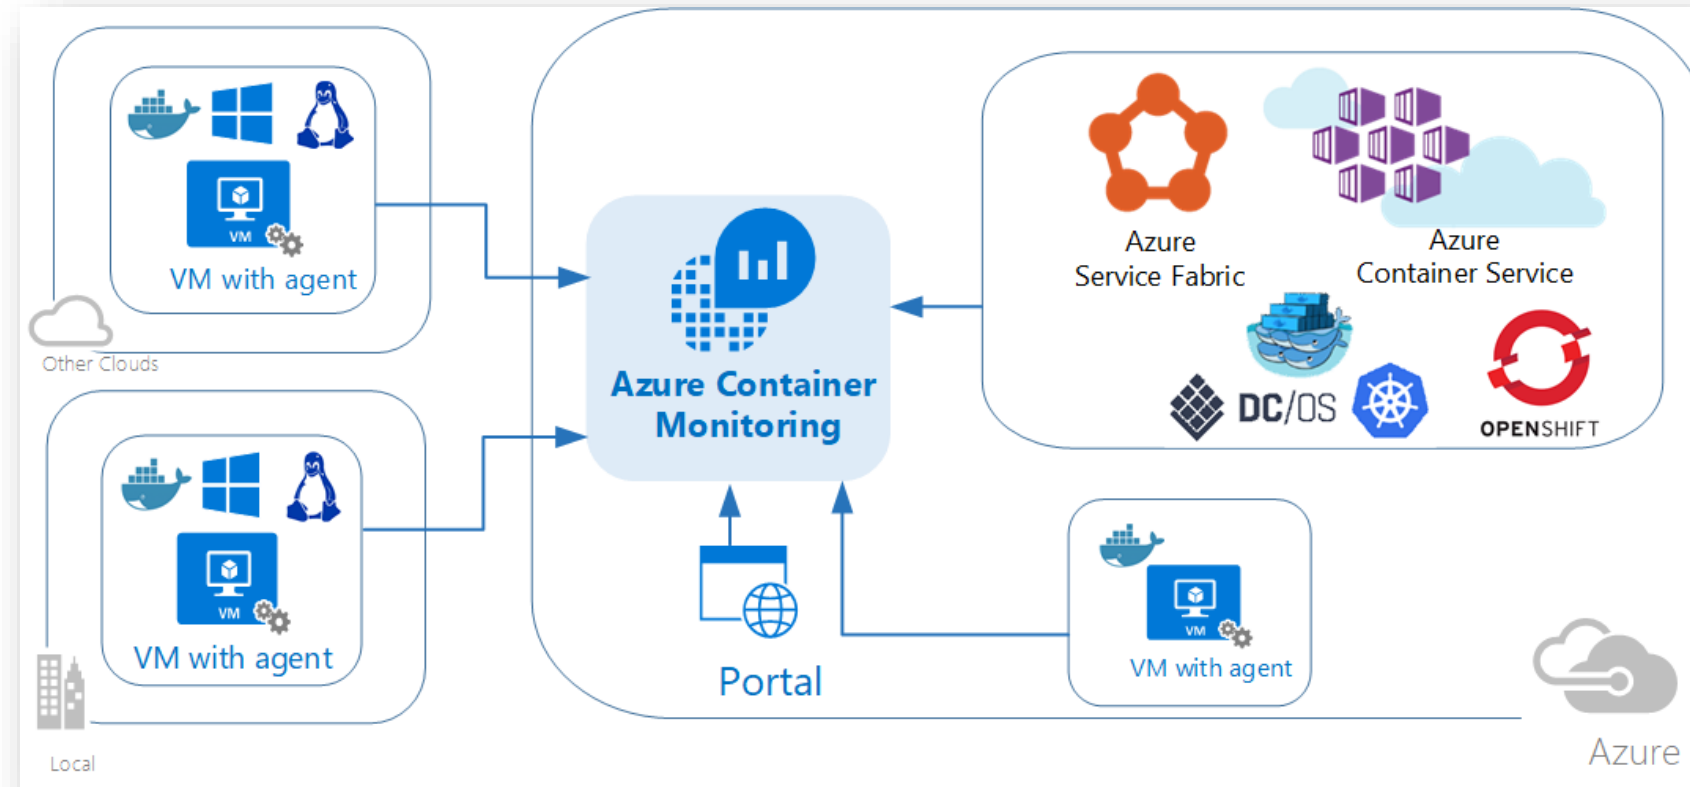 VM
VM with agent
Other Clouds
VM
VM with agent
Local
Azure Container
Monitoring
Portal
Azure
Service Fabric
Azure
Container Service
DC/OS
OPENSHIFT
VM
VM with agent
Azure